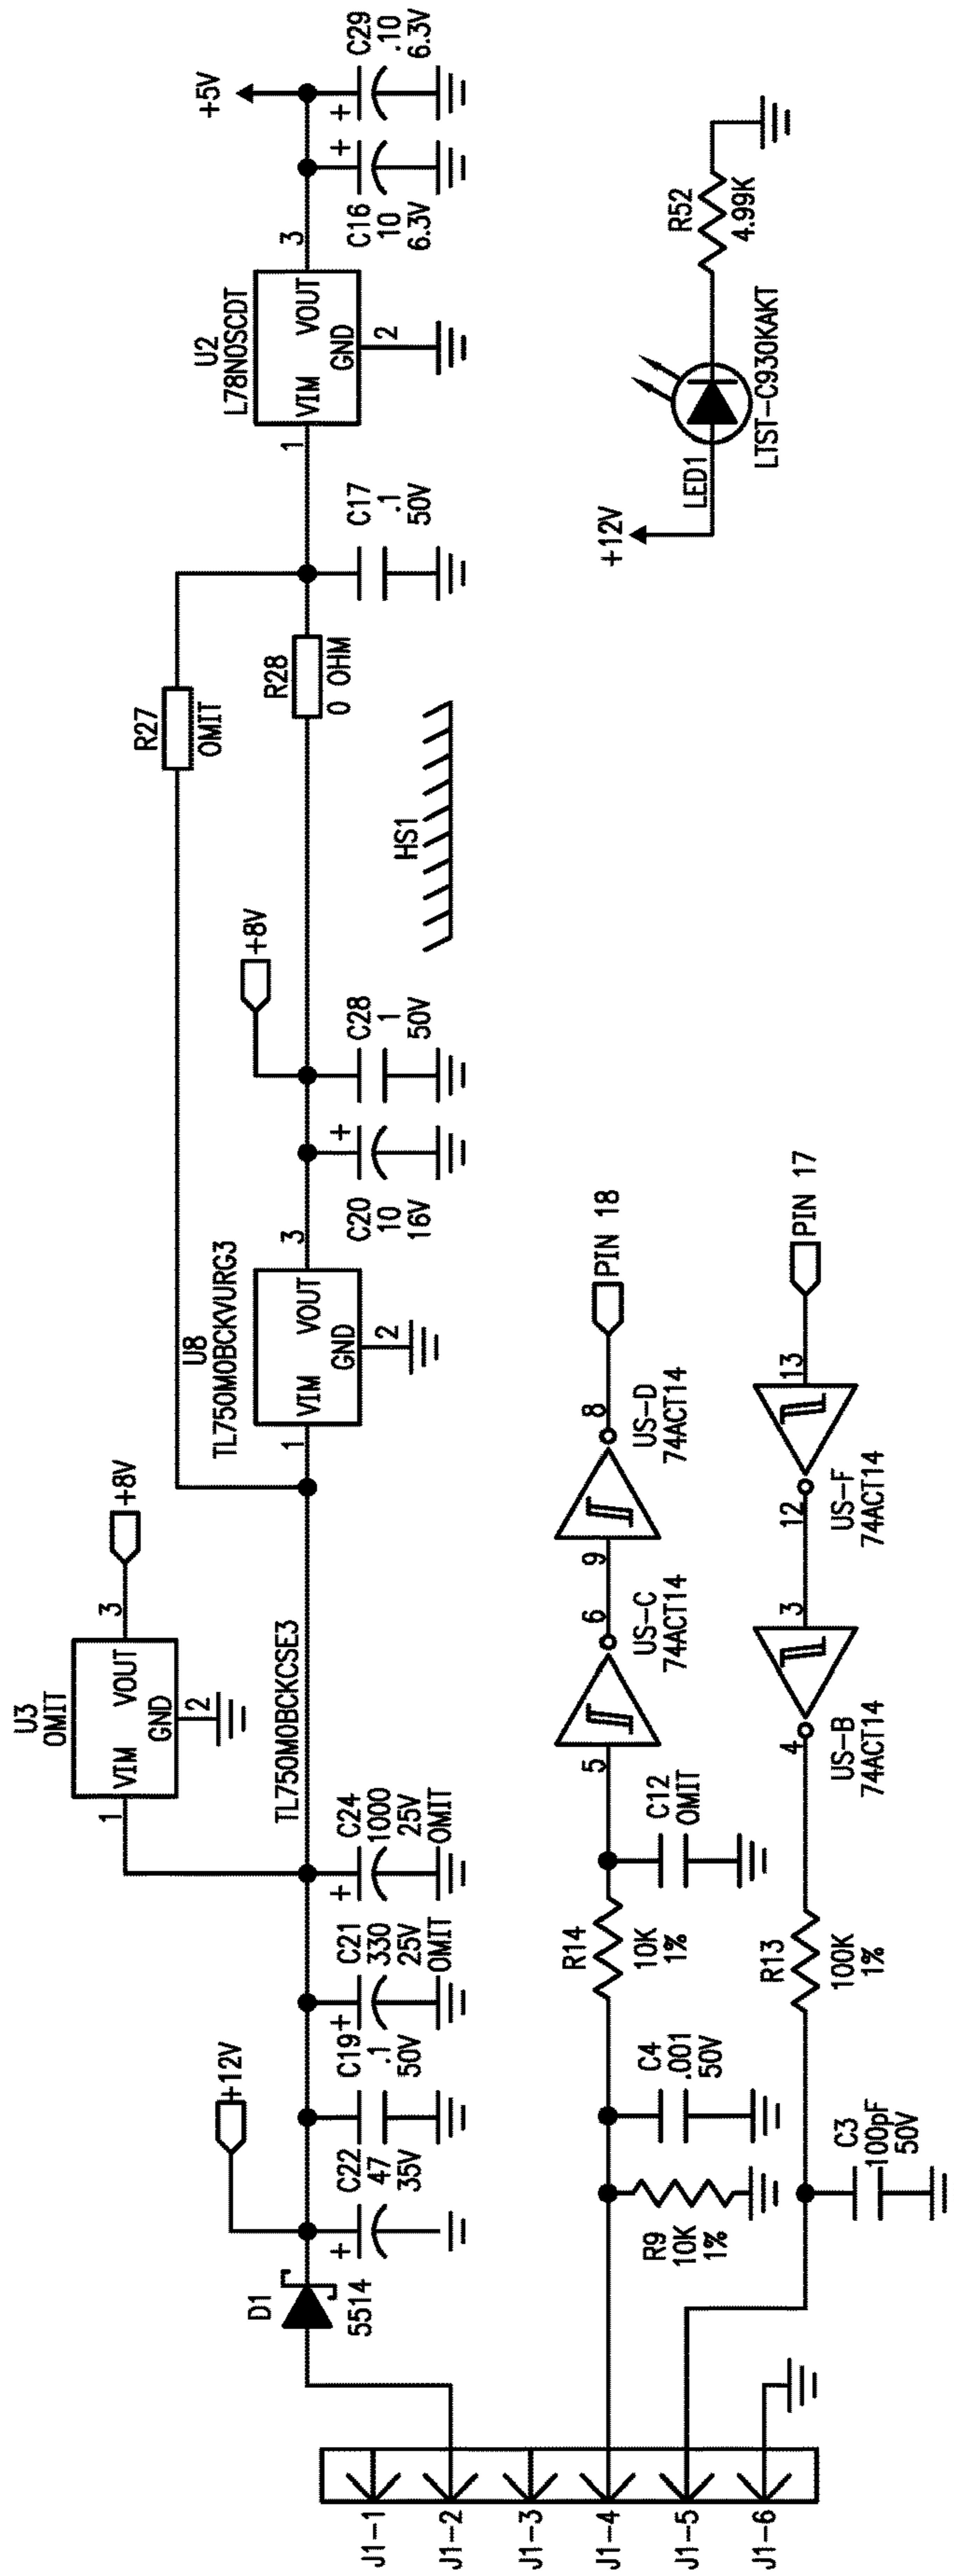 J1-1
J1-2
J1-3
J1-4
J1-5
J1-6
D1
5514
+12V
C22
47
35V
+
C19
.1
50V
C21
330
25V
OMIT
+
C24
1000
25V
OMIT
+
U3
OMIT
VIM
VOUT
GND
1
2
3
+8V
TL750M0BCKCSE3
U8
TL750M0BCKVURG3
VIM
VOUT
GND
1
2
3
C20
10
16V
+
C28
1
50V
+8V
HS1
R27
OMIT
R28
0 OHM
C17
.1
50V
U2
L78N0SCDT
VIM
VOUT
GND
1
2
3
C16
10
6.3V
+
C29
.10
6.3V
+
+5V
R9
10K
1%
C4
.001
50V
R14
10K
1%
C12
OMIT
5
6
US-C
74ACT14
9
8
US-D
74ACT14
PIN 18
C3
100pF
50V
R13
100K
1%
4
3
US-B
74ACT14
12
13
US-F
74ACT14
PIN 17
+12V
LED1
LTST-C930KAKT
R52
4.99K